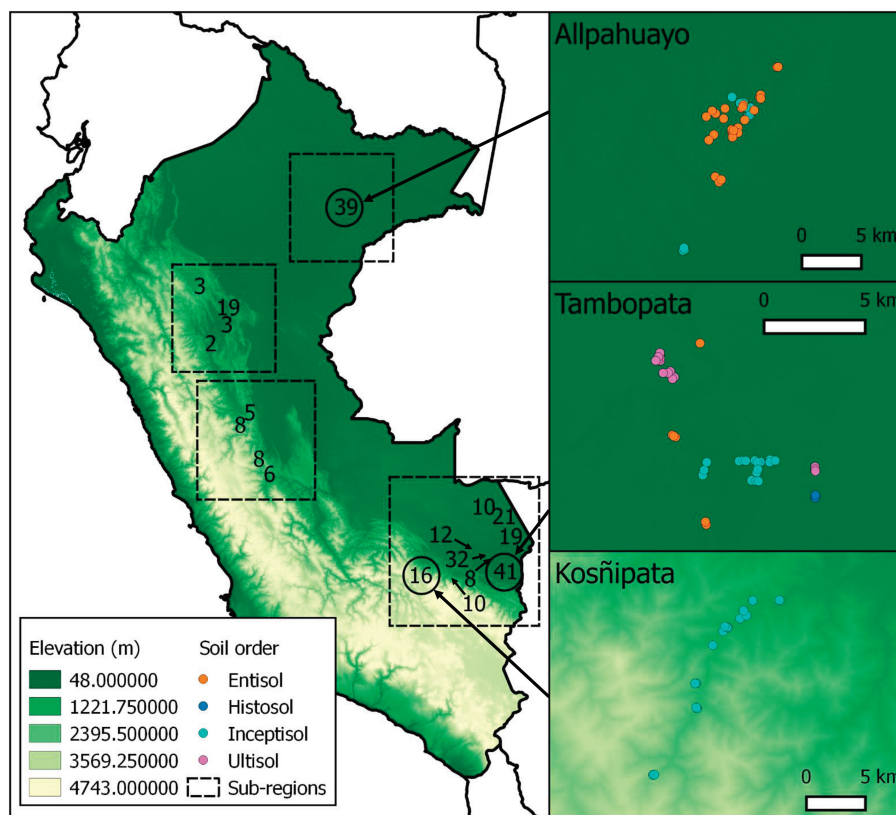 Allpahuayo
39
0 5 km
3
19
3
2
Tambopata
0 5 km
5
8
8
6
10
21
19
12
32
8
41
16
10
Kosñipata
0 5 km
Elevation (m)
48.000000
1221.750000
2395.500000
3569.250000
4743.000000
Soil order
Entisol
Histosol
Inceptisol
Ultisol
Sub-regions